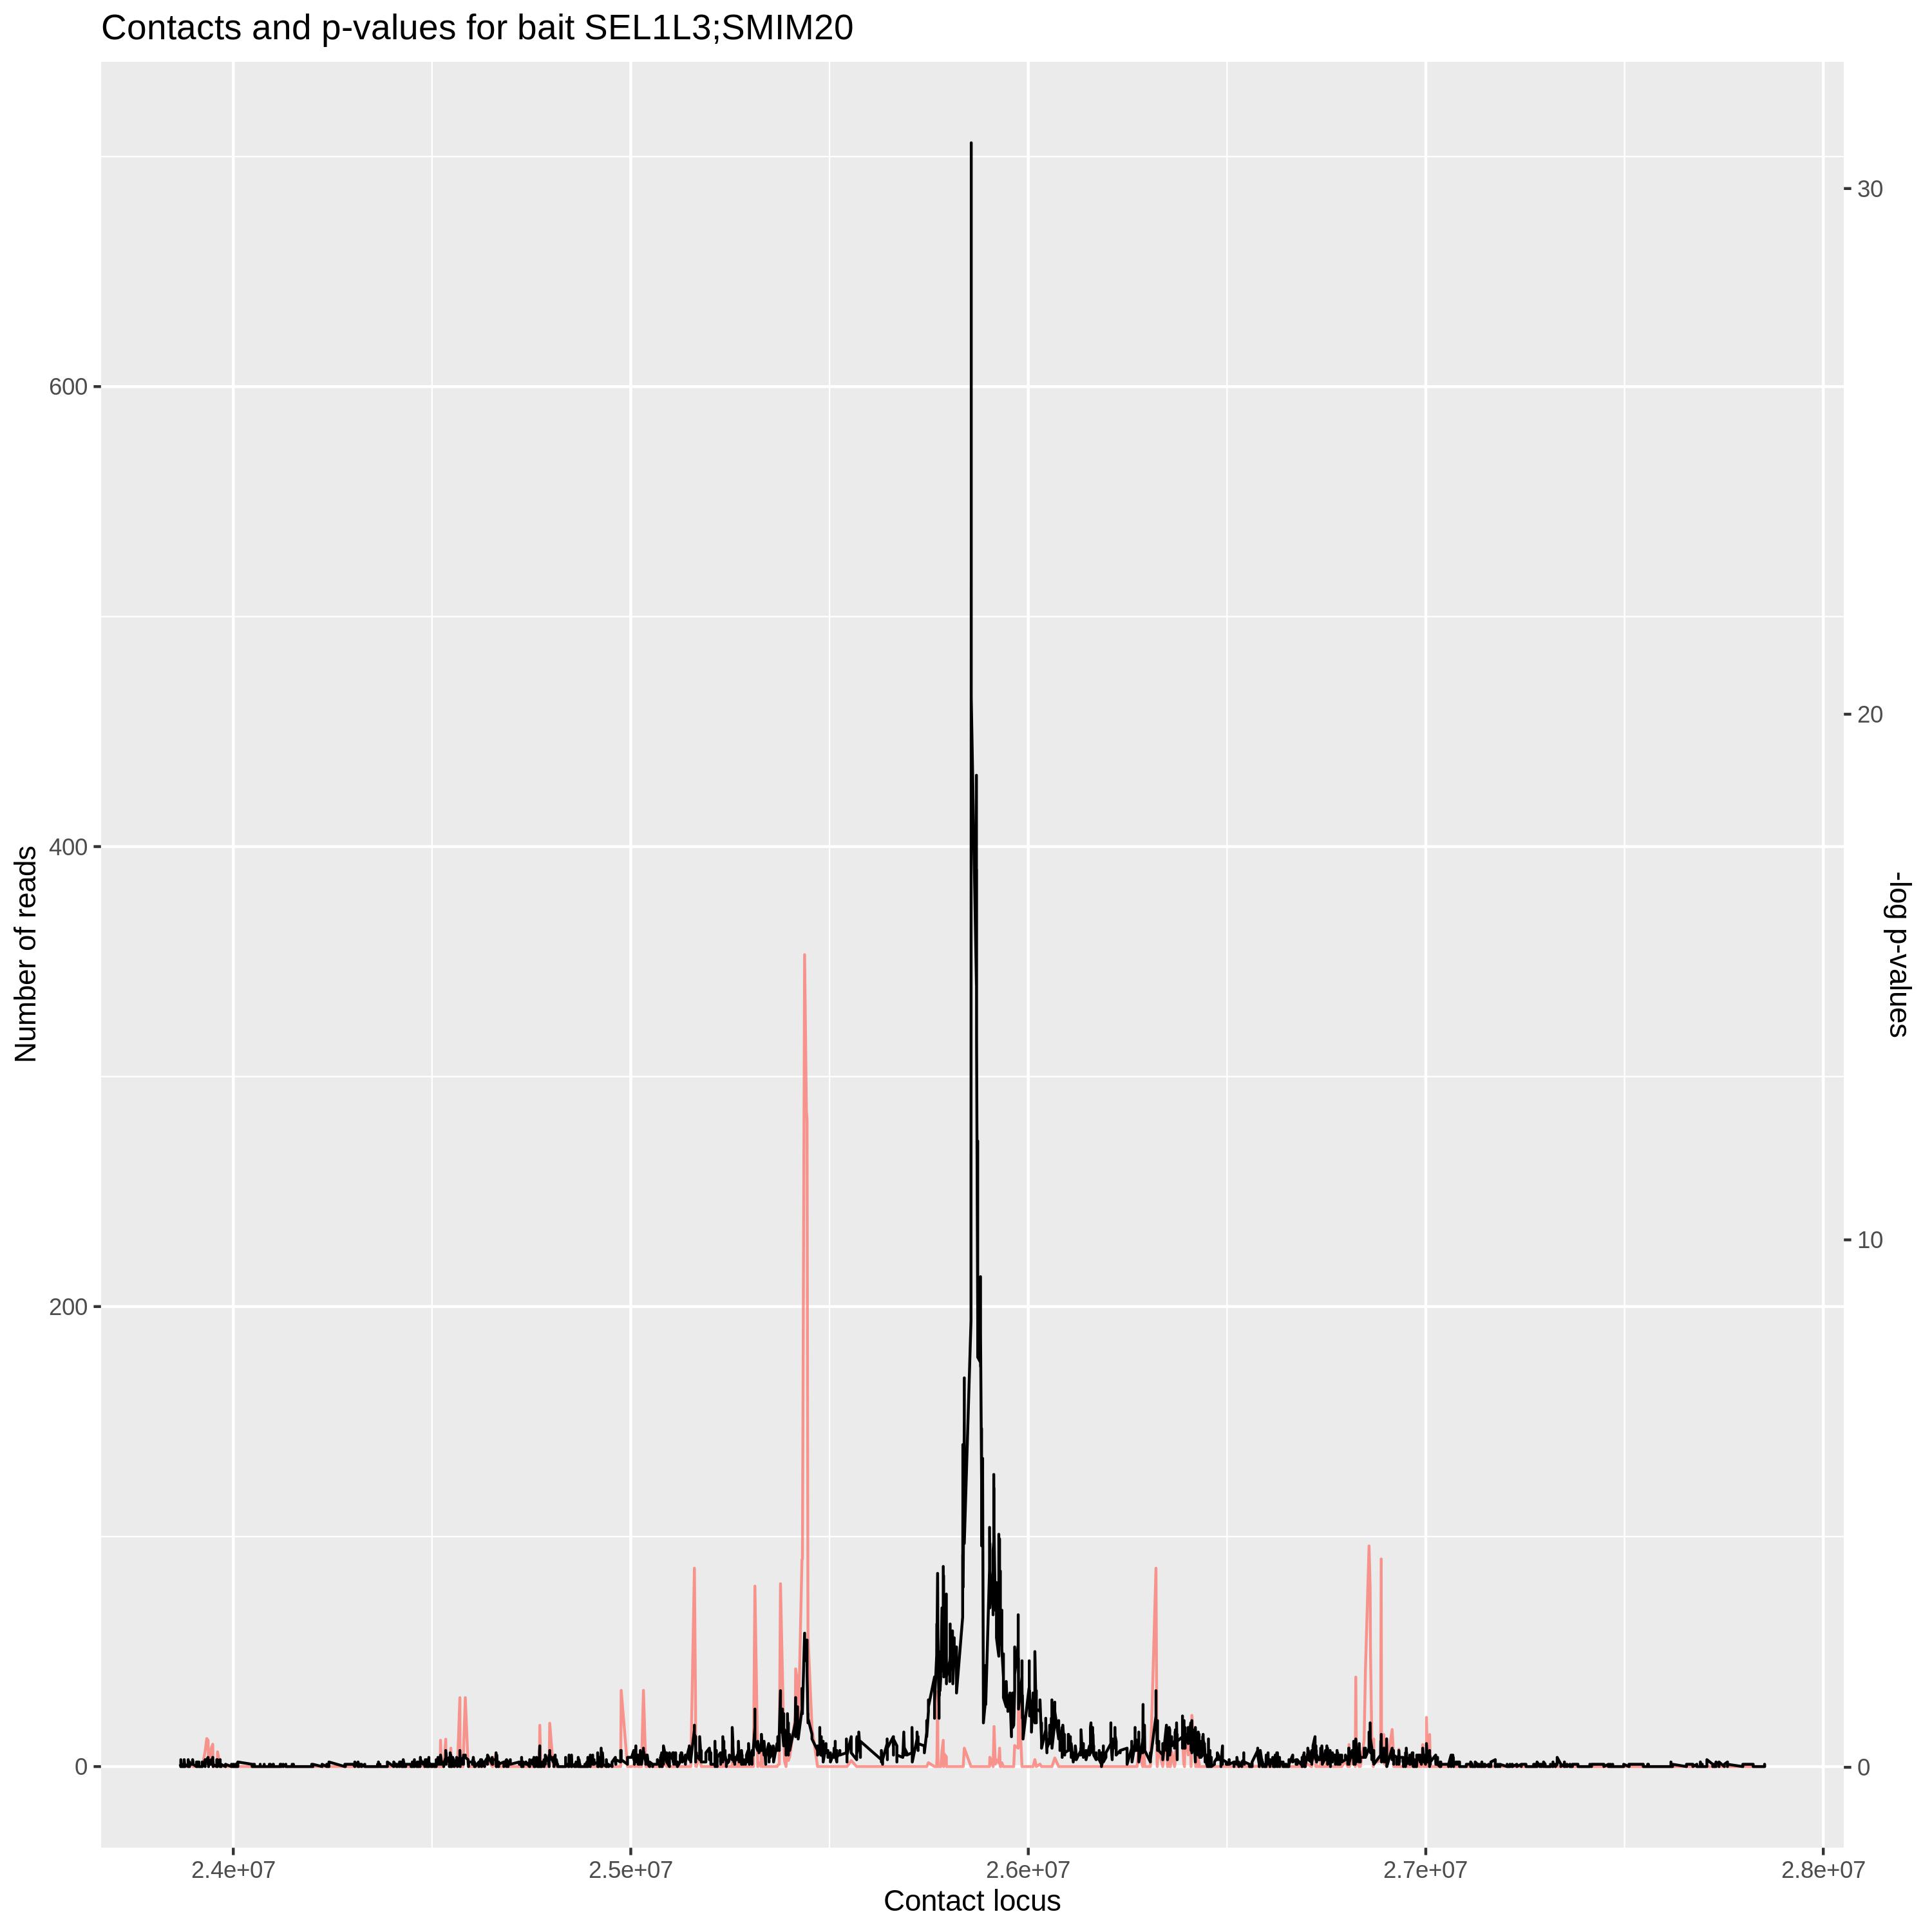 Contacts and p-values for bait SEL1L3;SMIM20
Number of reads
600
400
200
0
30
20
10
0
-log p-values
2.4e+07
2.5e+07
2.6e+07
2.7e+07
2.8e+07
Contact locus